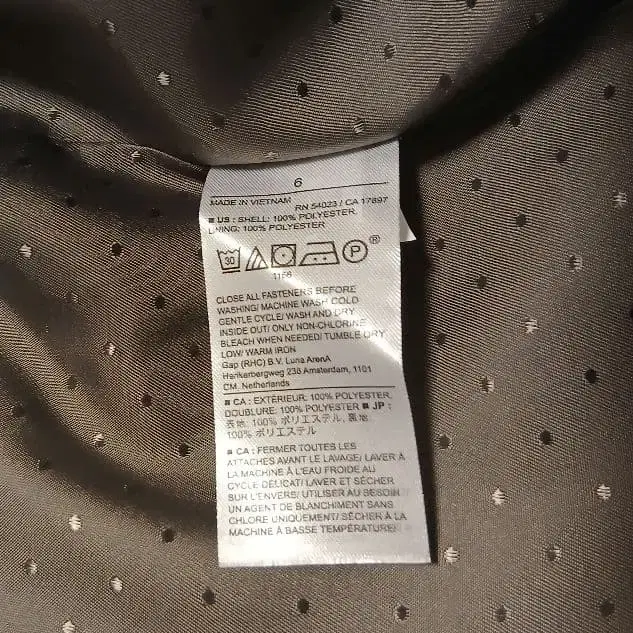 6
MADE IN VIETNAM
RN 54023 / CA 17897
■ US : SHELL: 100% POLYESTER,
LINING: 100% POLYESTER
30 P ®
1156
CLOSE ALL FASTENERS BEFORE
WASHING/ MACHINE WASH COLD
GENTLE CYCLE/ WASH AND DRY
INSIDE OUT/ ONLY NON-CHLORINE
BLEACH WHEN NEEDED/ TUMBLE DRY
LOW/ WARM IRON
Gap (RHC) B.V. Luna ArenA
Herikerbergweg 238 Amsterdam, 1101
CM. Netherlands
■ CA : EXTÉRIEUR: 100% POLYESTER,
DOUBLURE: 100% POLYESTER ■ JP :
表地: 100% ポリエステル, 裏地:
100% ポリエステル
■ CA : FERMER TOUTES LES
ATTACHES AVANT LE LAVAGE/ LAVER À
LA MACHINE À L'EAU FROIDE AU
CYCLE DÉLICAT/ LAVER ET SÉCHER
SUR L'ENVERS/ UTILISER AU BESOIN
UN AGENT DE BLANCHIMENT SANS
CHLORE UNIQUEMENT/ SÉCHER À LA
MACHINE À BASSE TEMPÉRATURE/